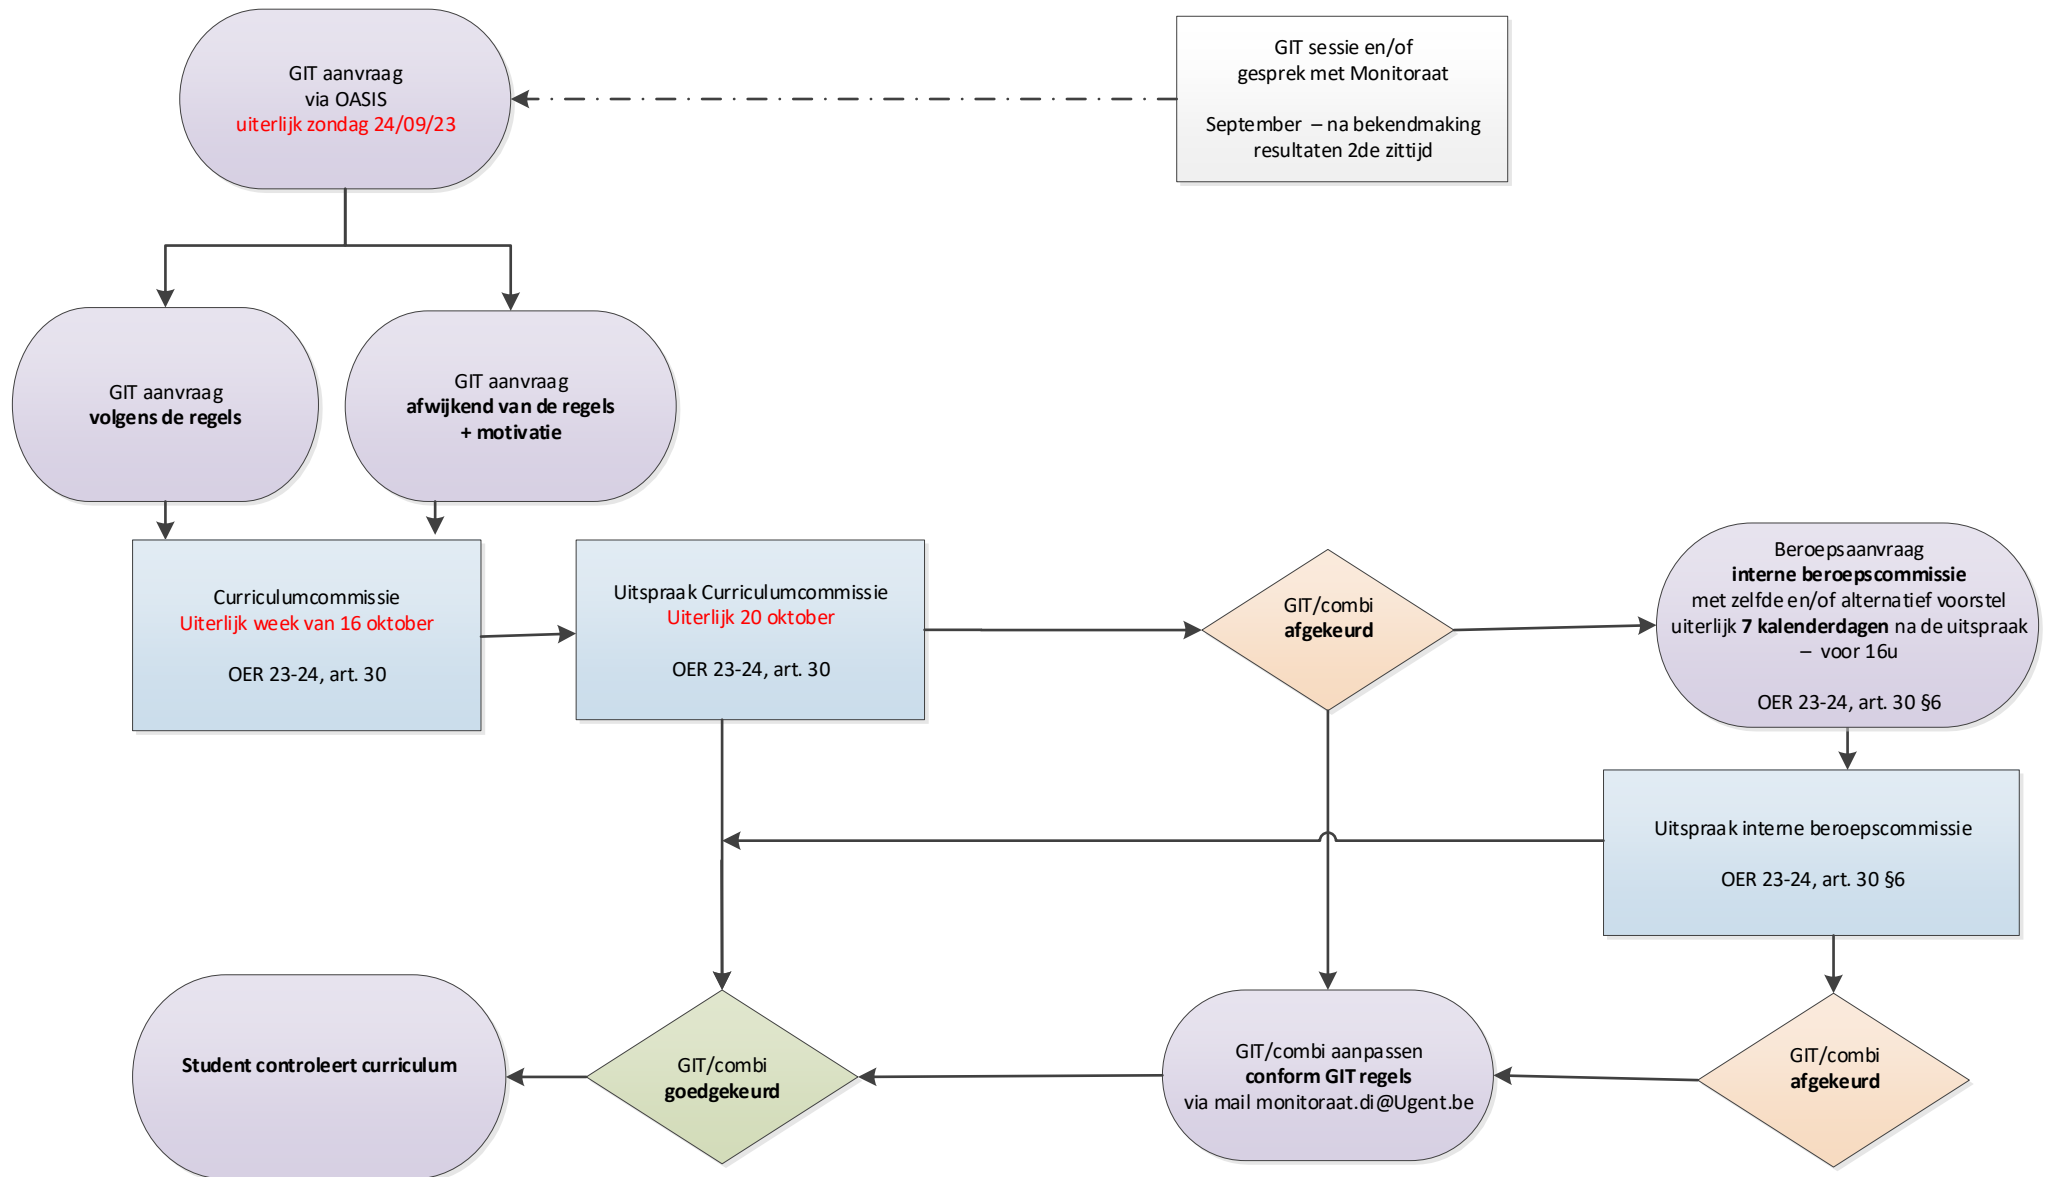 GIT aanvraag
via OASIS
uiterlijk zondag 24/09/23
GIT sessie en/of
gesprek met Monitoraat
September – na bekendmaking
resultaten 2de zittijd
GIT aanvraag
volgens de regels
GIT aanvraag
afwijkend van de regels
+ motivatie
Curriculumcommissie
Uiterlijk week van 16 oktober
OER 23-24, art. 30
Uitspraak Curriculumcommissie
Uiterlijk 20 oktober
OER 23-24, art. 30
GIT/combi
afgekeurd
Beroepsaanvraag
interne beroepscommissie
met zelfde en/of alternatief voorstel
uiterlijk 7 kalenderdagen na de uitspraak
– voor 16u
OER 23-24, art. 30 §6
Uitspraak interne beroepscommissie
OER 23-24, art. 30 §6
Student controleert curriculum
GIT/combi
goedgekeurd
GIT/combi aanpassen
conform GIT regels
via mail monitoraat.di@Ugent.be
GIT/combi
afgekeurd